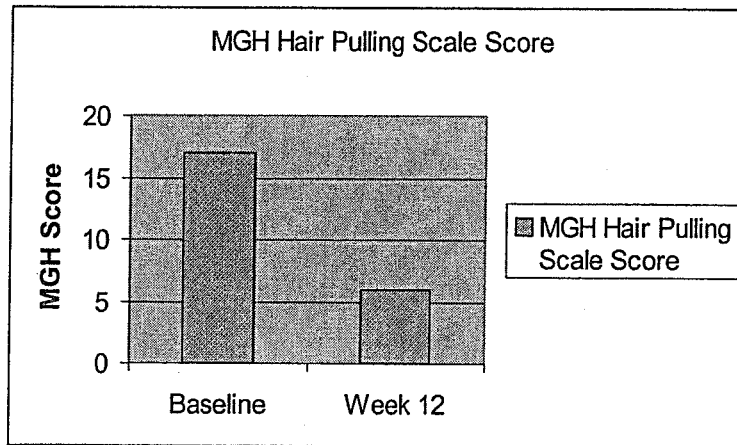 MGH Hair Pulling Scale Score
MGH Score
20
15
10
5
0
Baseline
Week 12
MGH Hair Pulling
Scale Score